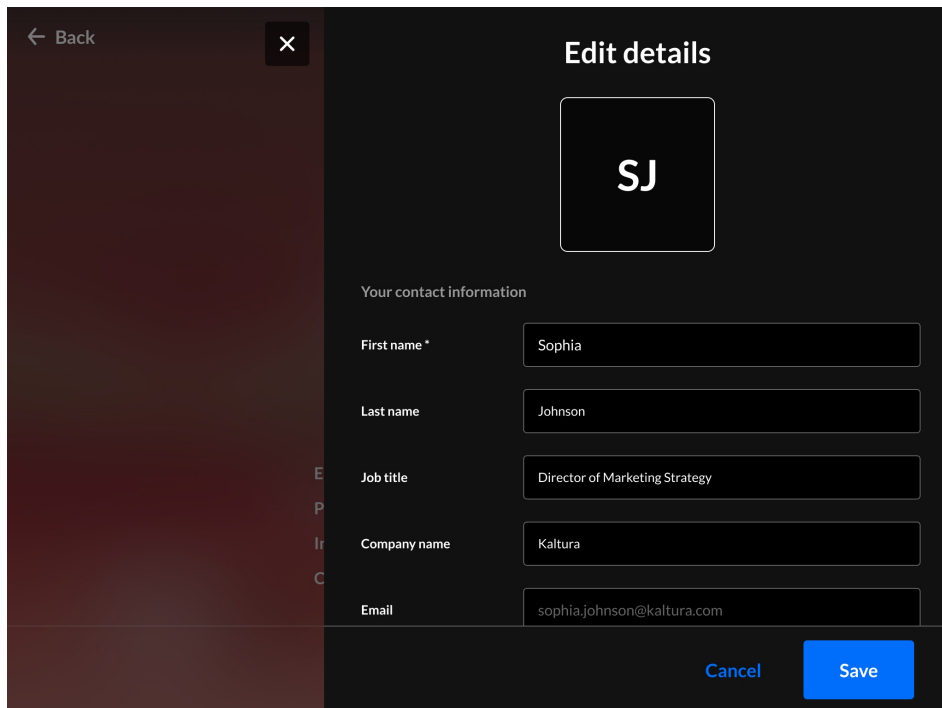 Back
Edit details
SJ
Your contact information
First name *
Sophia
Last name
Johnson
Job title
Director of Marketing Strategy
Company name
Kaltura
Email
sophia.johnson@kaltura.com
Cancel
Save